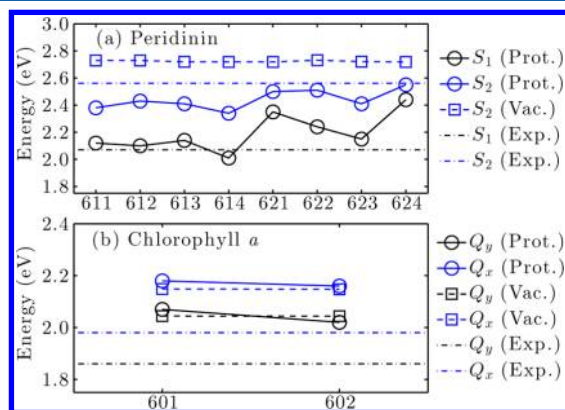 3.0
(a) Peridinin
2.8
2.6
2.4
2.2
2.0
1.8
Energy (eV)
611 612 613 614 621 622 623 624
S₁ (Prot.)
S₂ (Prot.)
S₂ (Vac.)
S₁ (Exp.)
S₂ (Exp.)
2.4
(b) Chlorophyll a
2.2
2.0
1.8
Energy (eV)
601 602
Qy (Prot.)
Qx (Prot.)
Qy (Vac.)
Qx (Vac.)
Qy (Exp.)
Qx (Exp.)